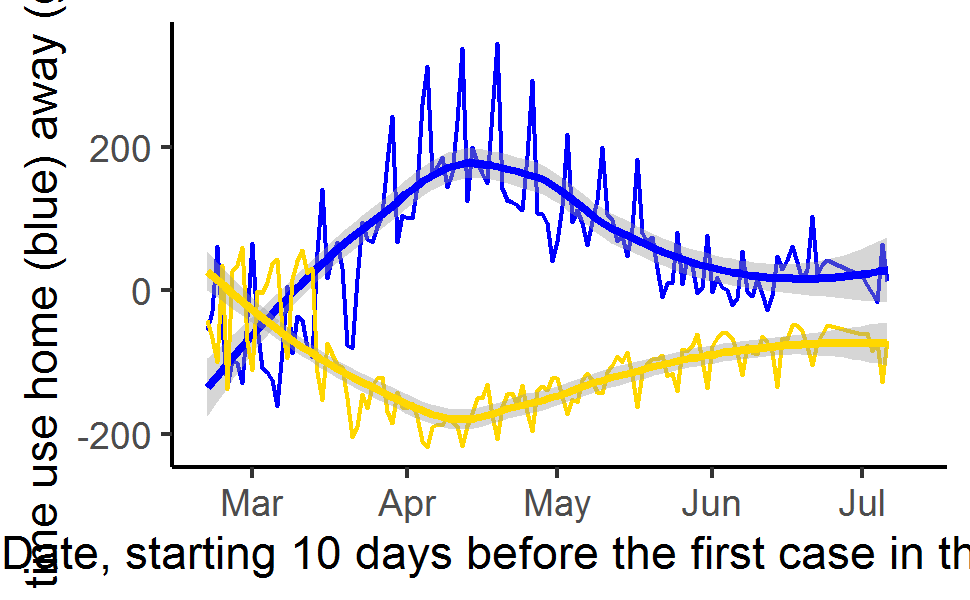 time use home (blue) away (
200
0
-200
Mar Apr May Jun Jul
Date, starting 10 days before the first case in th